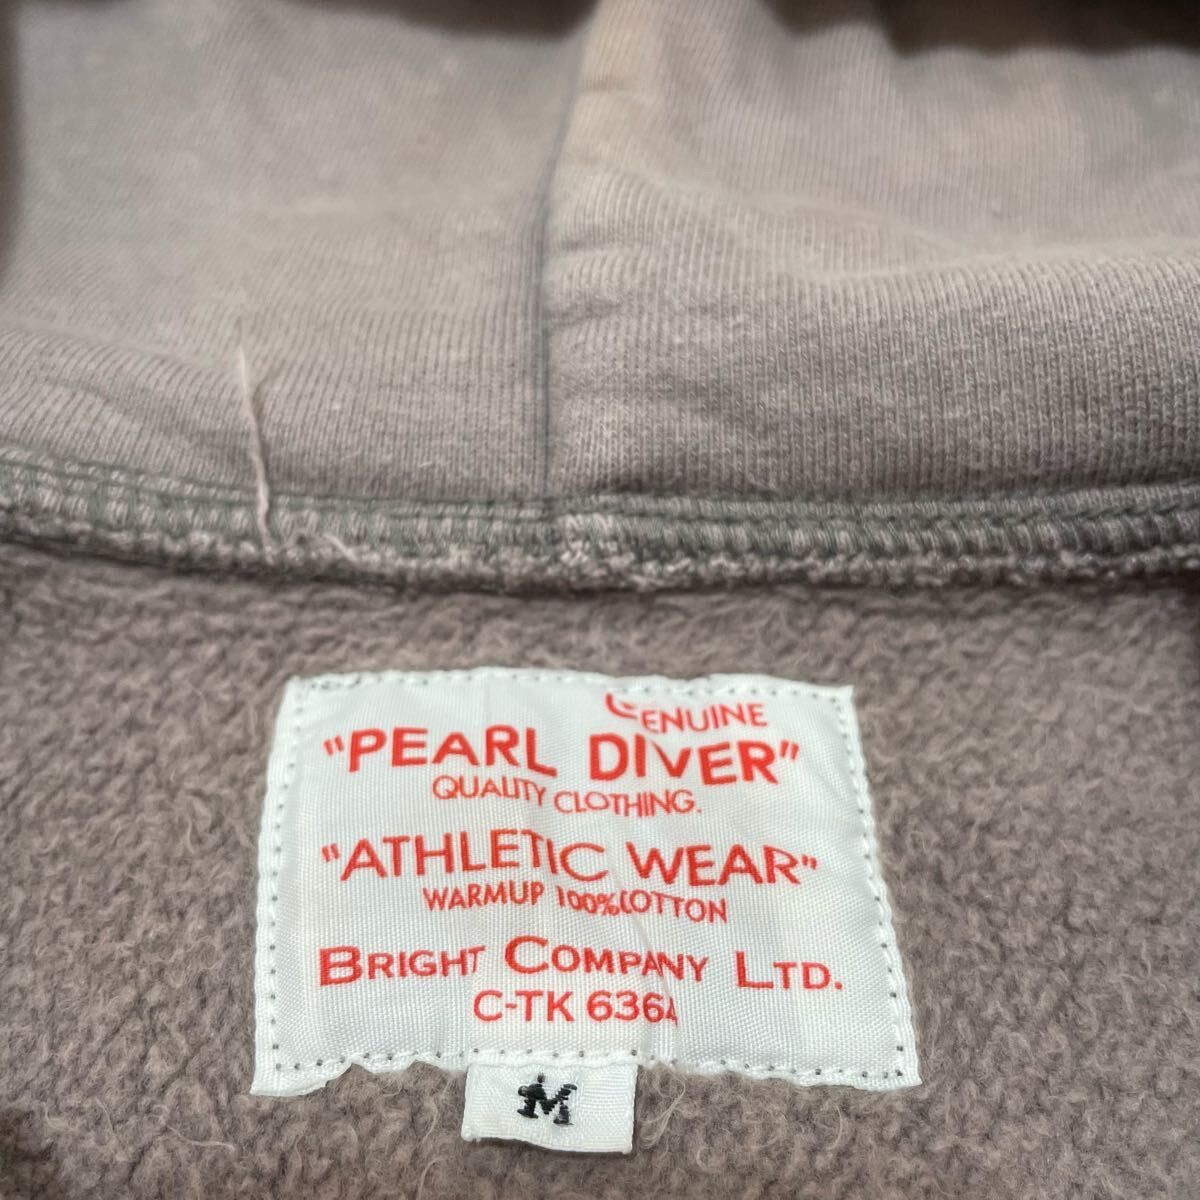 GENUINE
"PEARL DIVER"
QUALITY CLOTHING.
"ATHLETIC WEAR"
WARMUP 100%COTTON
BRIGHT COMPANY LTD.
C-TK 6364
M